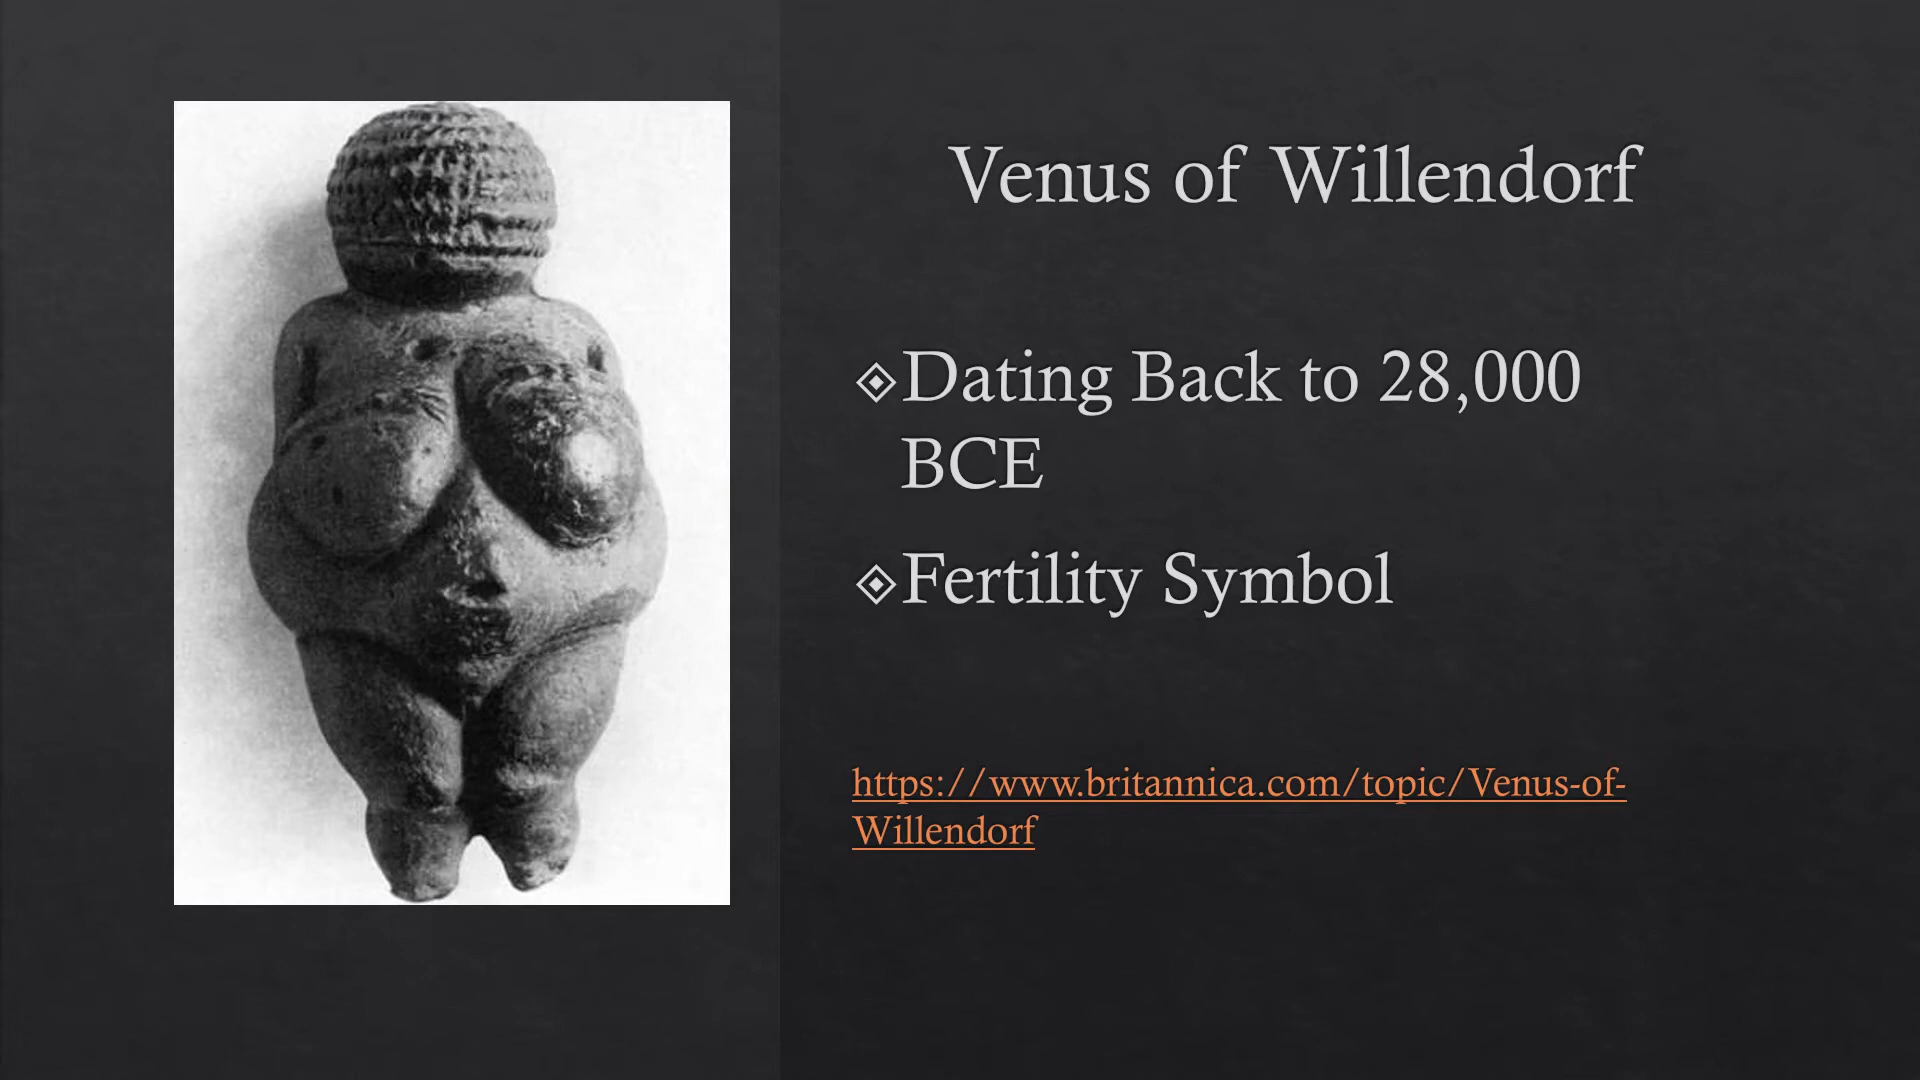 Venus of Willendorf
Dating Back to 28,000
BCE
Fertility Symbol
https://www.britannica.com/topic/Venus-of-
Willendorf